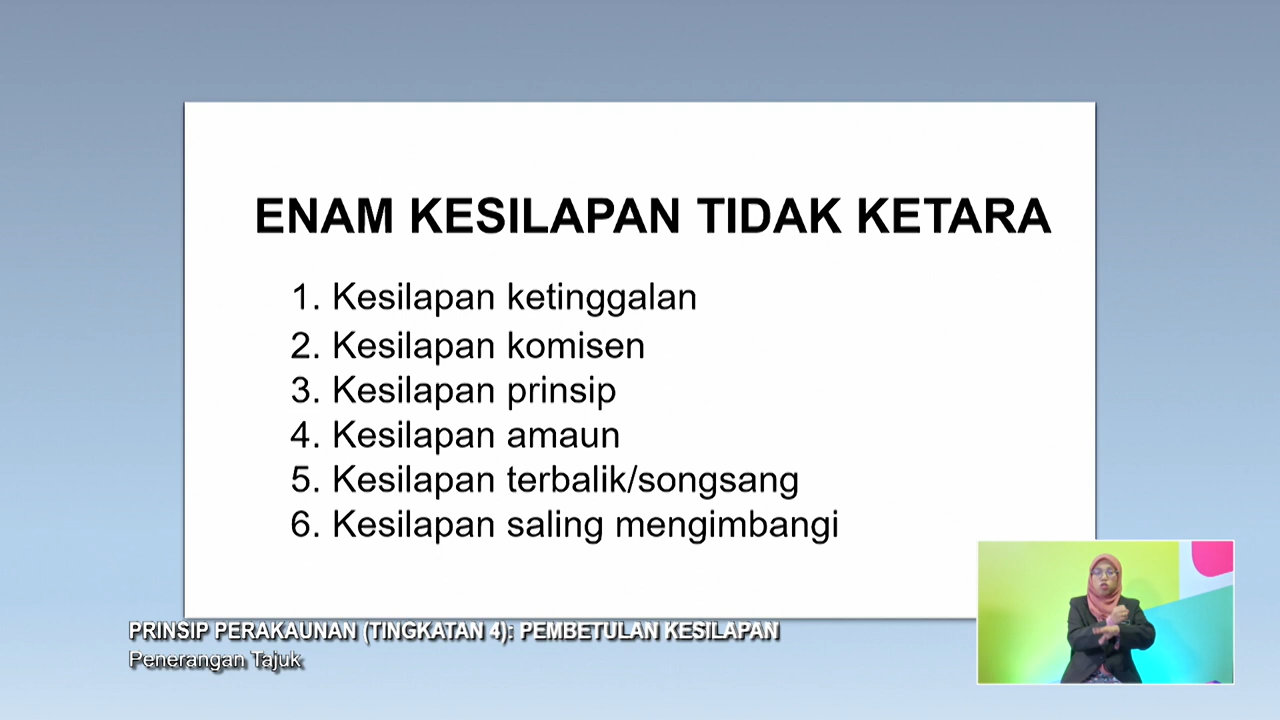 ENAM KESILAPAN TIDAK KETARA
1. Kesilapan ketinggalan
2. Kesilapan komisen
3. Kesilapan prinsip
4. Kesilapan amaun
5. Kesilapan terbalik/songsang
6. Kesilapan saling mengimbangi
PRINSIP PERAKAUNAN (TINGKATAN 4): PEMBETULAN KESILAPAN
Penerangan Tajuk